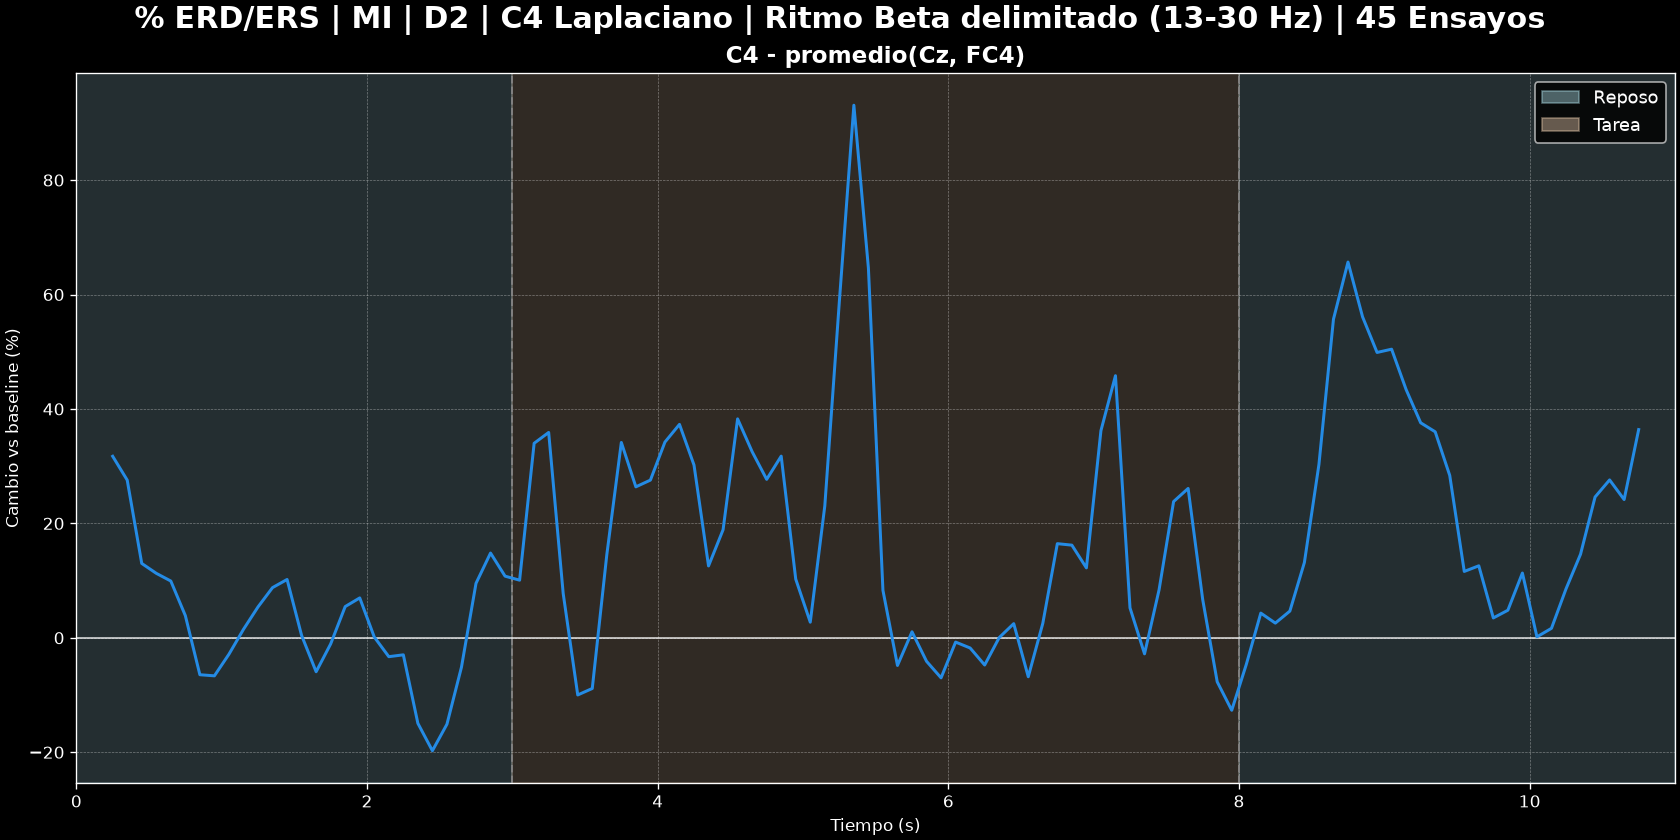 % ERD/ERS | MI | D2 | C4 Laplaciano | Ritmo Beta delimitado (13-30 Hz) | 45 Ensayos
C4 - promedio(Cz, FC4)
Reposo
Tarea
Cambio vs baseline (%)
80
60
40
20
0
−20
0 2 4 6 8 10
Tiempo (s)